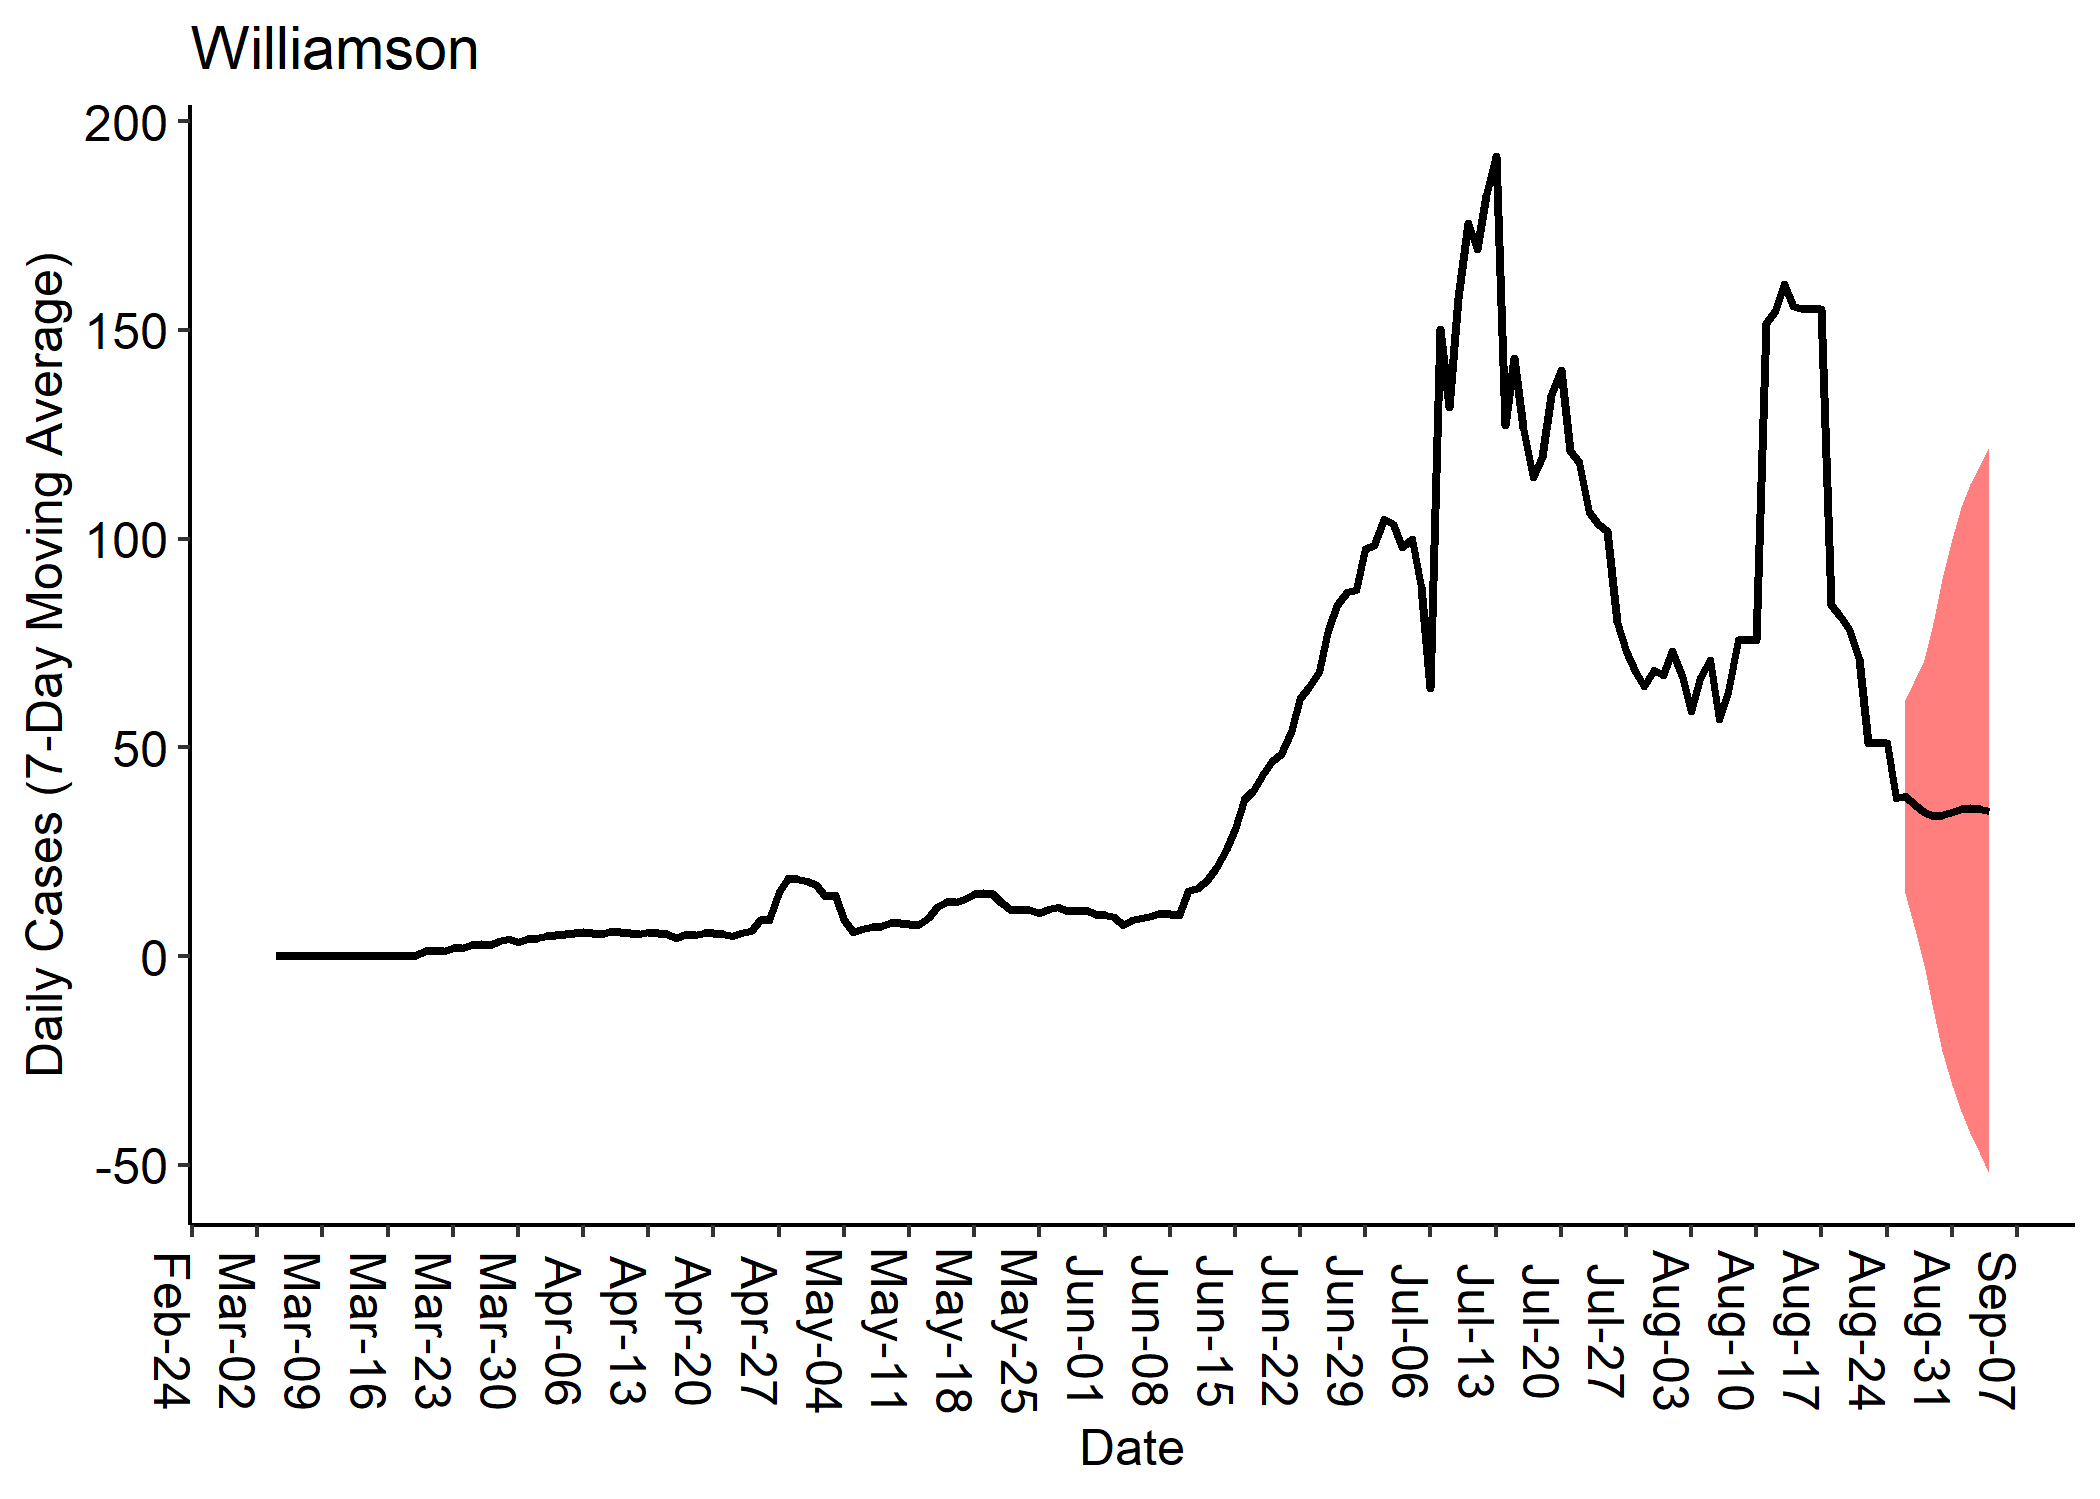 Williamson
Daily Cases (7-Day Moving Average)
200
150
100
50
0
-50
Feb-24
Mar-02
Mar-09
Mar-16
Mar-23
Mar-30
Apr-06
Apr-13
Apr-20
Apr-27
May-04
May-11
May-18
May-25
Jun-01
Jun-08
Jun-15
Jun-22
Jun-29
Jul-06
Jul-13
Jul-20
Jul-27
Aug-03
Aug-10
Aug-17
Aug-24
Aug-31
Sep-07
Date